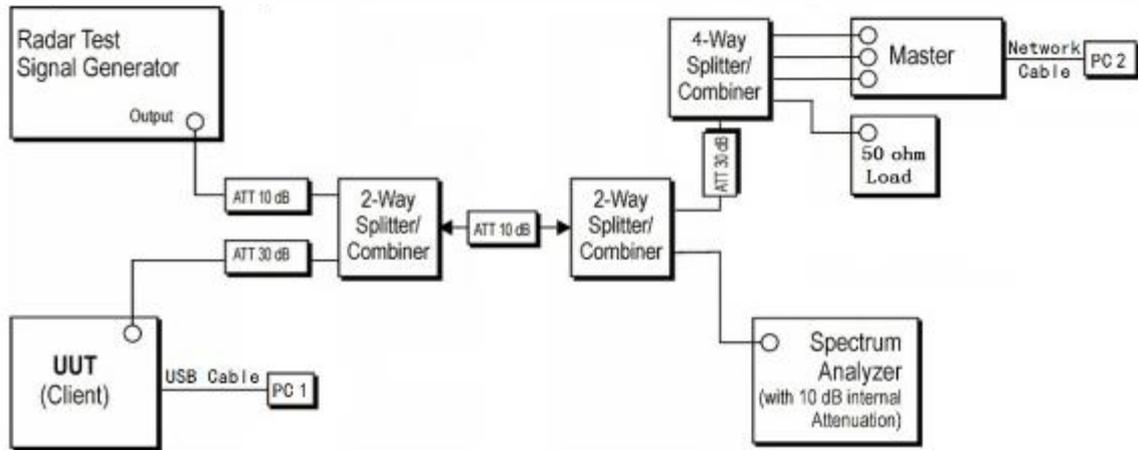 Radar Test
Signal Generator
Output
ATT 10 dB
ATT 30 dB
2-Way
Splitter/
Combiner
ATT 10 dB
2-Way
Splitter/
Combiner
ATT 30 dB
4-Way
Splitter/
Combiner
Master
Network
Cable
PC 2
50 ohm
Load
UUT
(Client)
USB Cable
PC 1
Spectrum
Analyzer
(with 10 dB internal
Attenuation)